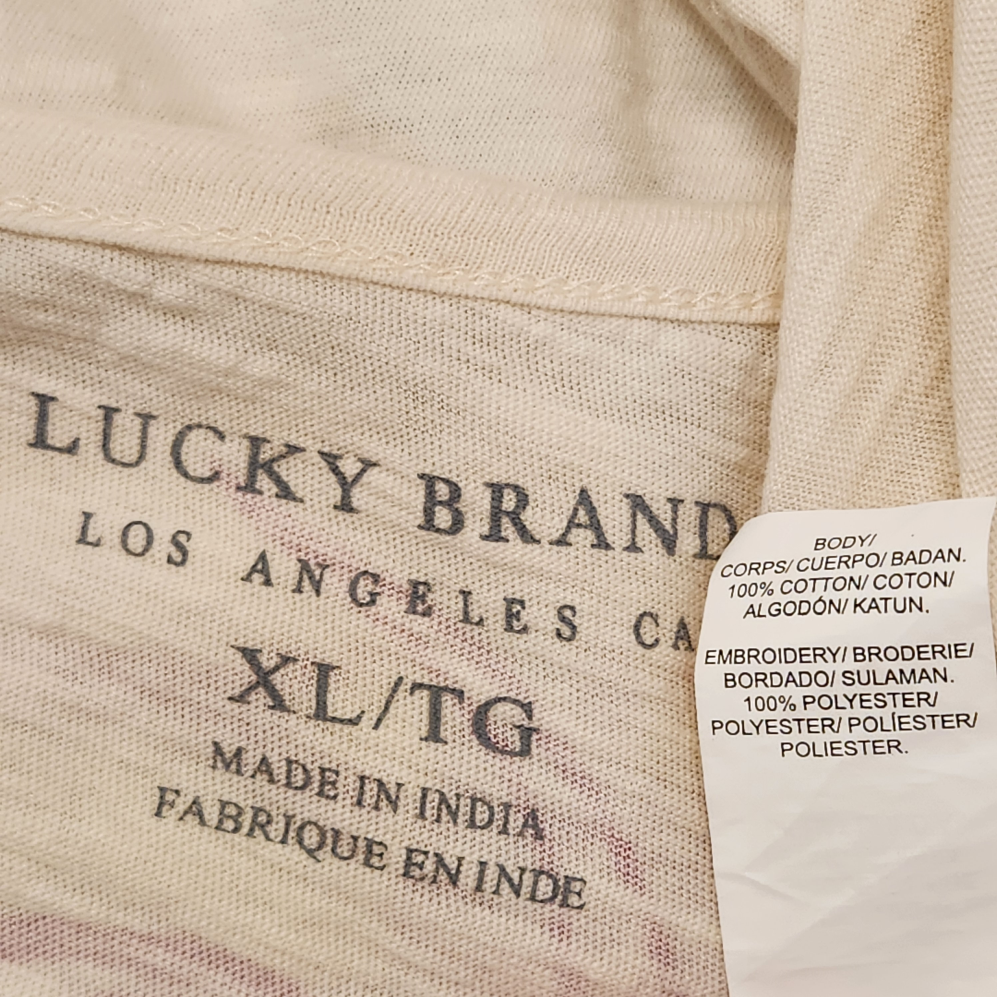 LUCKY BRAND
LOS ANGELES CA
XL/TG
MADE IN INDIA
FABRIQUE EN INDE
BODY/
CORPS/ CUERPO/ BADAN.
100% COTTON/ COTON/
ALGODÓN/ KATUN.
EMBROIDERY/ BRODERIE/
BORDADO/ SULAMAN.
100% POLYESTER/
POLYESTER/ POLÍESTER/
POLIESTER.